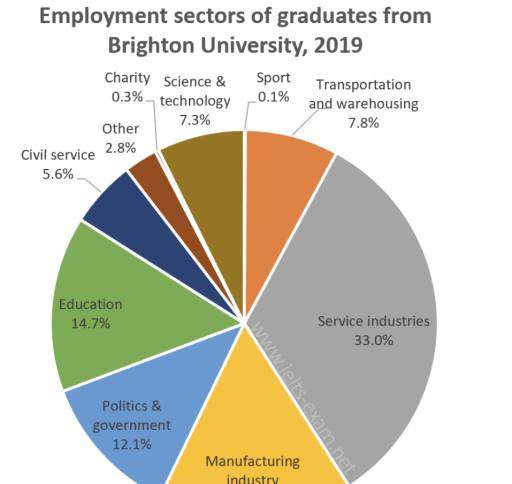 Employment sectors of graduates from
Brighton University, 2019
Charity
0.3%
Science &
technology
7.3%
Sport
0.1%
Transportation
and warehousing
7.8%
Other
2.8%
Civil service
5.6%
Education
14.7%
Service industries
33.0%
Politics &
government
12.1%
Manufacturing
industry
www.ielts-exam.net